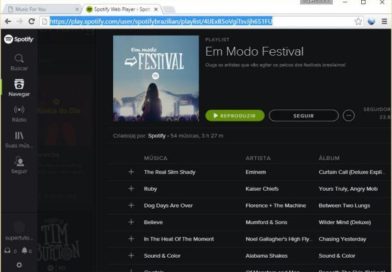 Music For You
Spotify Web Player - Spot
https://play.spotify.com/user/spotifybrazilian/playlist/
Spotify
Buscar
Navegar
Rádio
Seguir
Em modo
FESTIVAL
PLAYLIST
Em Modo Festival
Ouça os artistas que vão agitar os palcos dos festivais brasileiros!
REPRODUZIR
SEGUIR
SEGUIDOR
Criado(a) por: Spotify · 54 músicas, 3 h 27 m
MÚSICA ARTISTA ÁLBUM
+ The Real Slim Shady Eminem Curtain Call (Deluxe Expli
+ Ruby Kaiser Chiefs Yours Truly, Angry Mob
+ Dog Days Are Over Florence + The Machine Between Two Lungs
+ Believe Mumford & Sons Wilder Mind (Deluxe)
+ In The Heat Of The Moment Noel Gallagher's High Fly Chasing Yesterday
+ Sound & Color Alabama Shakes Sound & Color
TIM
BURTON